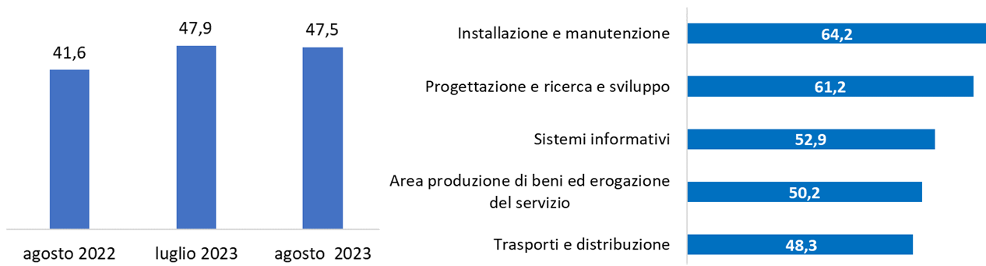 41,6
47,9
47,5
agosto 2022
luglio 2023
agosto  2023
Installazione e manutenzione
64,2
Progettazione e ricerca e sviluppo
61,2
Sistemi informativi
52,9
Area produzione di beni ed erogazione
del servizio
50,2
Trasporti e distribuzione
48,3